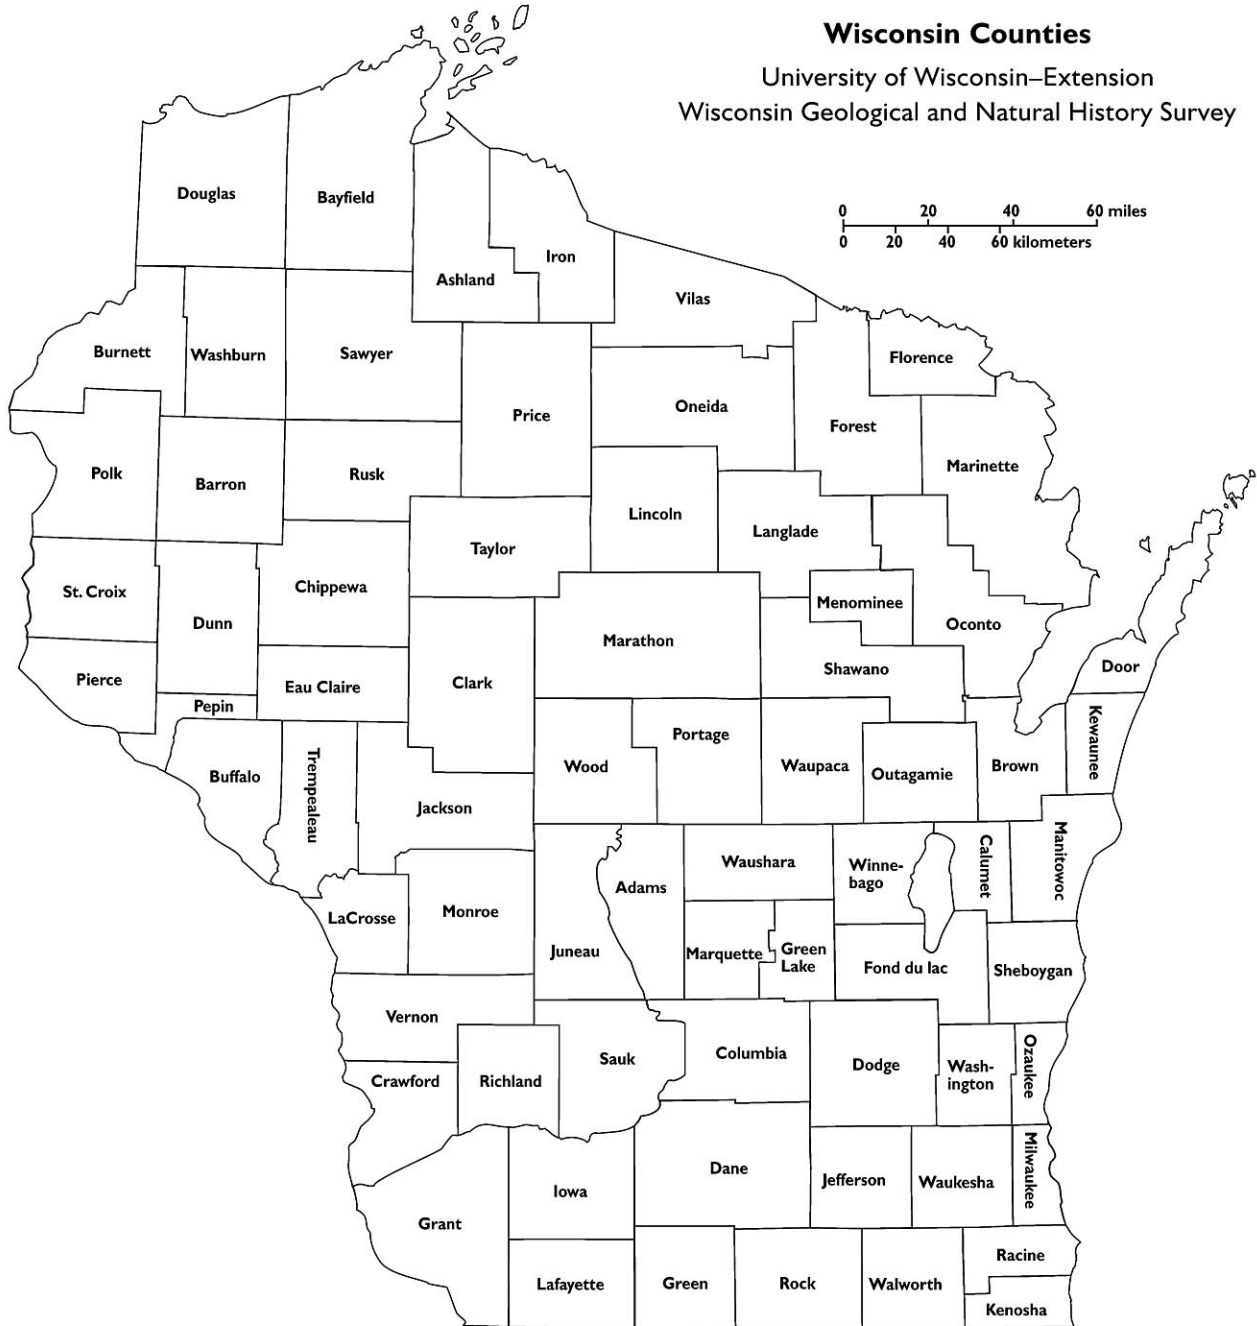 Wisconsin Counties
University of Wisconsin–Extension
Wisconsin Geological and Natural History Survey
0 20 40 60 miles
0 20 40 60 kilometers
Douglas
Bayfield
Ashland
Iron
Vilas
Burnett
Washburn
Sawyer
Price
Oneida
Forest
Florence
Marinette
Polk
Barron
Rusk
Taylor
Lincoln
Langlade
St. Croix
Dunn
Chippewa
Menominee
Oconto
Marathon
Shawano
Door
Pierce
Pepin
Eau Claire
Clark
Buffalo
Trempealeau
Jackson
Wood
Portage
Waupaca
Outagamie
Brown
Kewaunee
LaCrosse
Monroe
Juneau
Adams
Waushara
Winne-
bago
Calumet
Manitowoc
Marquette
Green
Lake
Fond du lac
Sheboygan
Vernon
Crawford
Richland
Sauk
Columbia
Dodge
Wash-
ington
Ozaukee
Grant
Iowa
Dane
Jefferson
Waukesha
Milwaukee
Lafayette
Green
Rock
Walworth
Racine
Kenosha